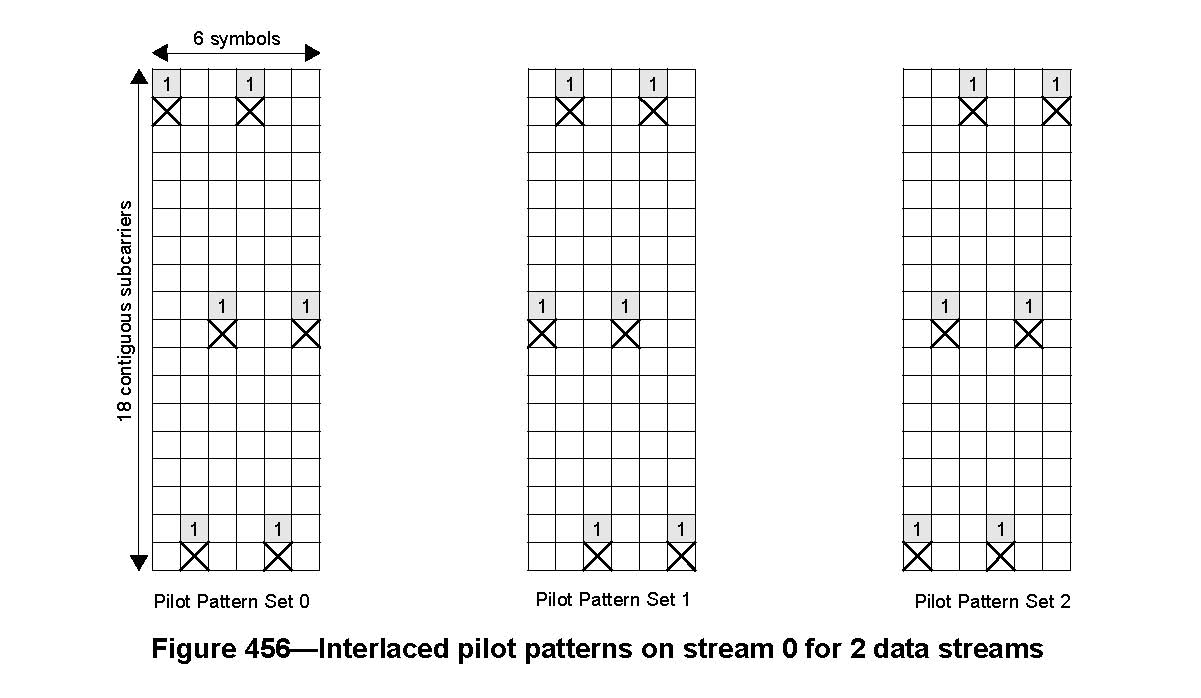 6 symbols
18 contiguous subcarriers
1 1 1 1 1 1
1 1 1 1 1 1
1 1 1 1 1 1
Pilot Pattern Set 0 Pilot Pattern Set 1 Pilot Pattern Set 2
Figure 456—Interlaced pilot patterns on stream 0 for 2 data streams